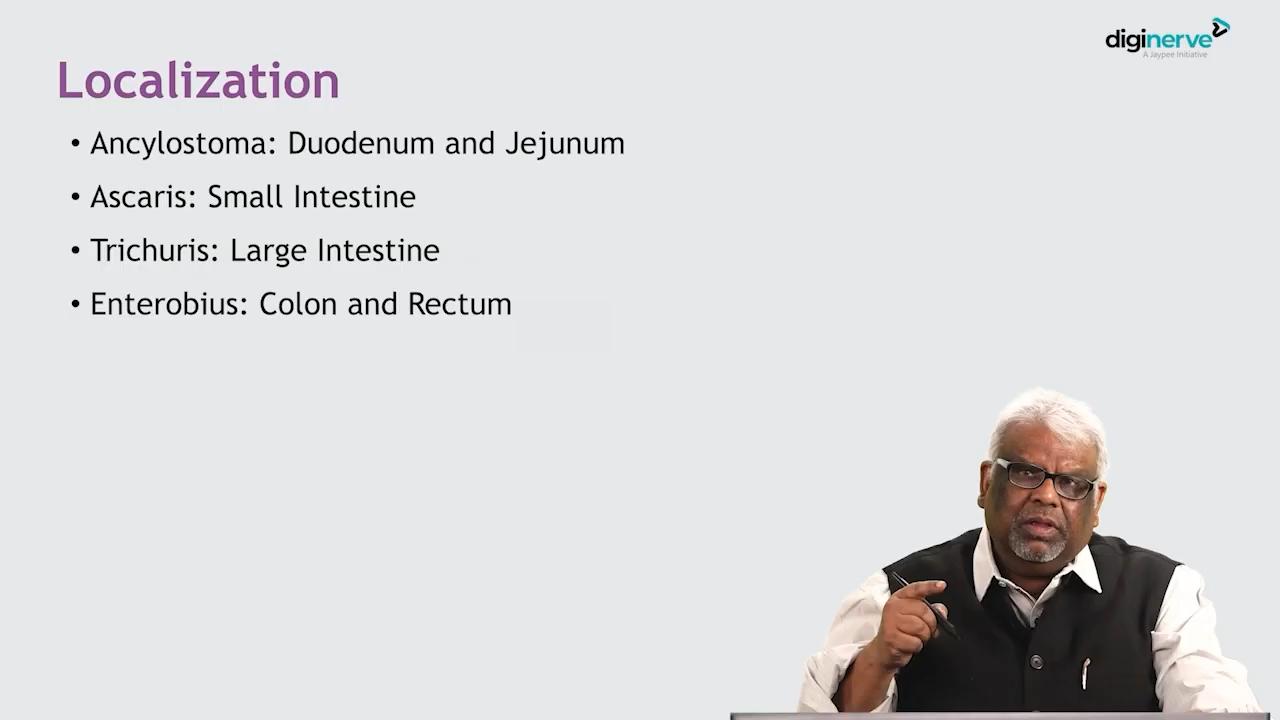 diginerve
A Jaypee Initiative
Localization
• Ancylostoma: Duodenum and Jejunum
• Ascaris: Small Intestine
• Trichuris: Large Intestine
• Enterobius: Colon and Rectum